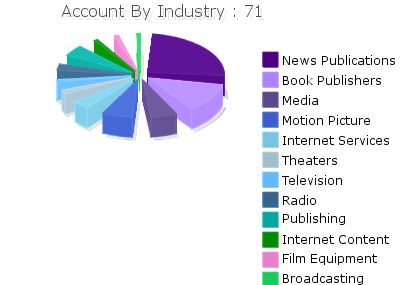 Account By Industry : 71
News Publications
Book Publishers
Media
Motion Picture
Internet Services
Theaters
Television
Radio
Publishing
Internet Content
Film Equipment
Broadcasting